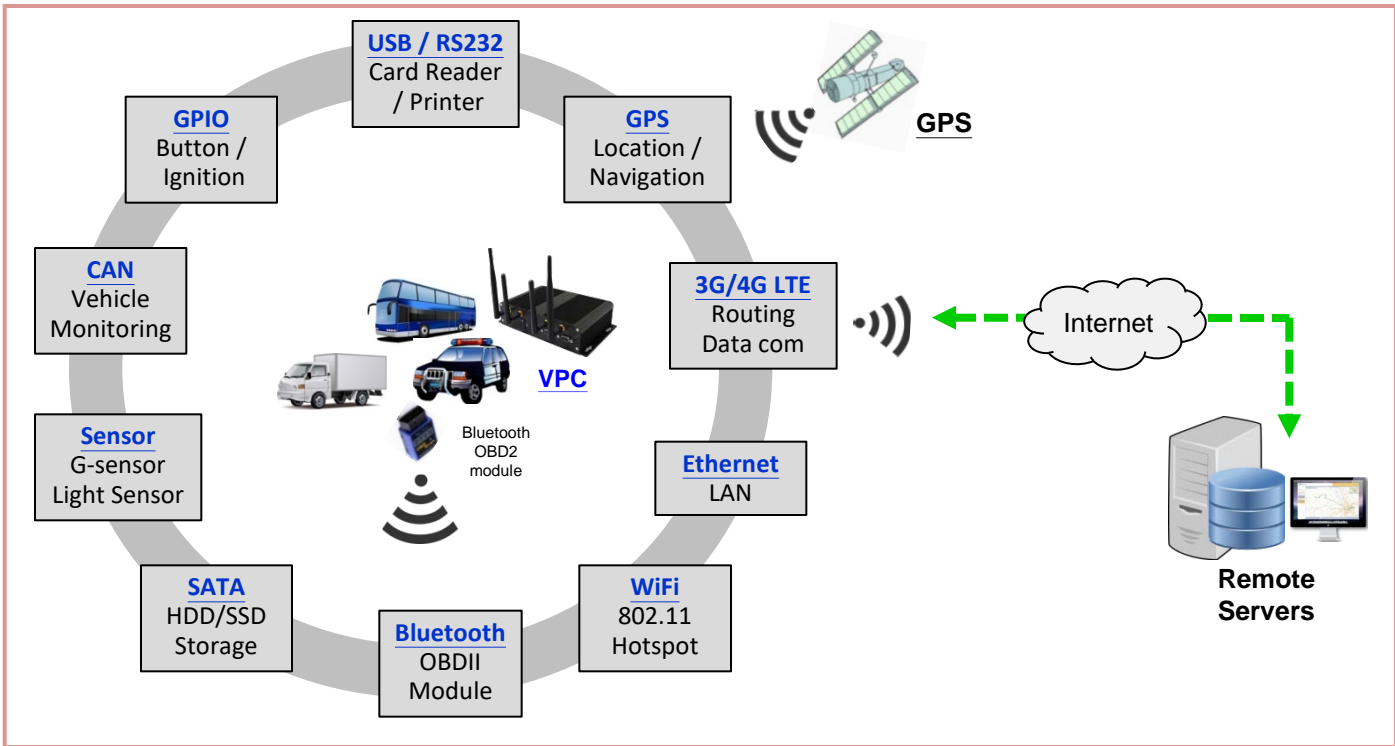 USB / RS232
Card Reader
/ Printer
GPIO
Button /
Ignition
GPS
Location /
Navigation
GPS
CAN
Vehicle
Monitoring
VPC
3G/4G LTE
Routing
Data com
Internet
Sensor
G-sensor
Light Sensor
Bluetooth
OBD2
module
Ethernet
LAN
SATA
HDD/SSD
Storage
Bluetooth
OBDII
Module
WiFi
802.11
Hotspot
Remote
Servers